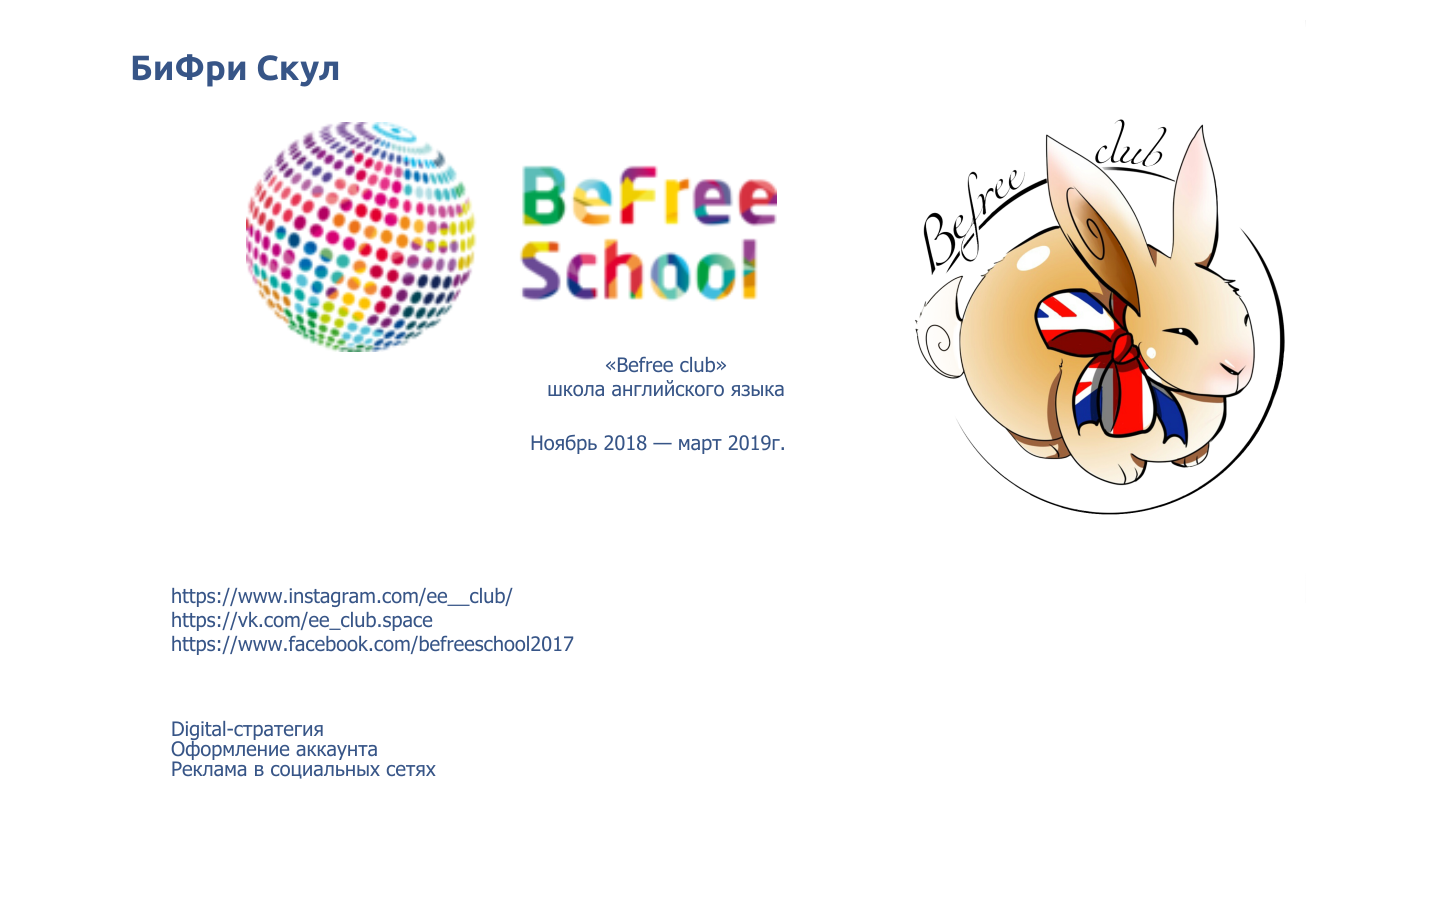 БиФри Скул
BeFree
School
Befree club
«Befree club»
школа английского языка
Ноябрь 2018 — март 2019г.
https://www.instagram.com/ee__club/
https://vk.com/ee_club.space
https://www.facebook.com/befreeschool2017
Digital-стратегия
Оформление аккаунта
Реклама в социальных сетях